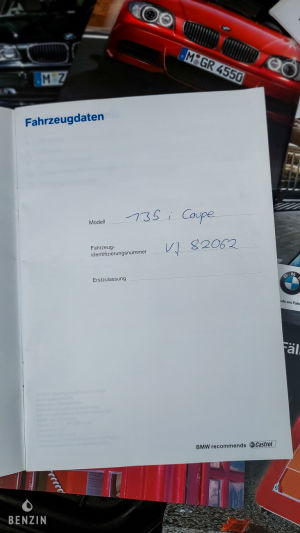 M GR 4550
Fahrzeugdaten
Modell 135 i Coupe
Fahrzeug-
identifizierungsnummer VJ 82062
Erstzulassung
BMW recommends Castrol
BENZIN